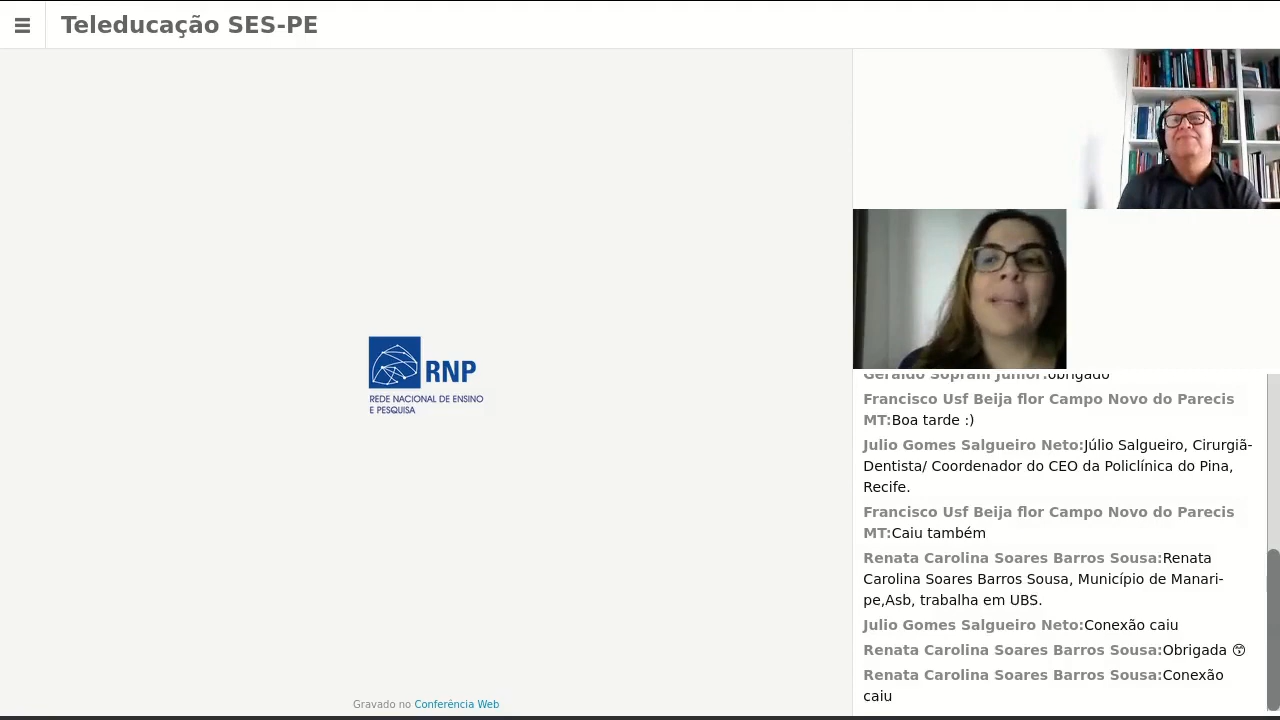 Teleducação SES-PE
RNP
REDE NACIONAL DE ENSINO
E PESQUISA
Gravado no Conferência Web
Geraldo Soprani Junior:obrigado
Francisco Usf Beija flor Campo Novo do Parecis
MT:Boa tarde :)
Julio Gomes Salgueiro Neto:Júlio Salgueiro, Cirurgiã-
Dentista/ Coordenador do CEO da Policlínica do Pina,
Recife.
Francisco Usf Beija flor Campo Novo do Parecis
MT:Caiu também
Renata Carolina Soares Barros Sousa:Renata
Carolina Soares Barros Sousa, Município de Manari-
pe,Asb, trabalha em UBS.
Julio Gomes Salgueiro Neto:Conexão caiu
Renata Carolina Soares Barros Sousa:Obrigada 😙
Renata Carolina Soares Barros Sousa:Conexão
caiu